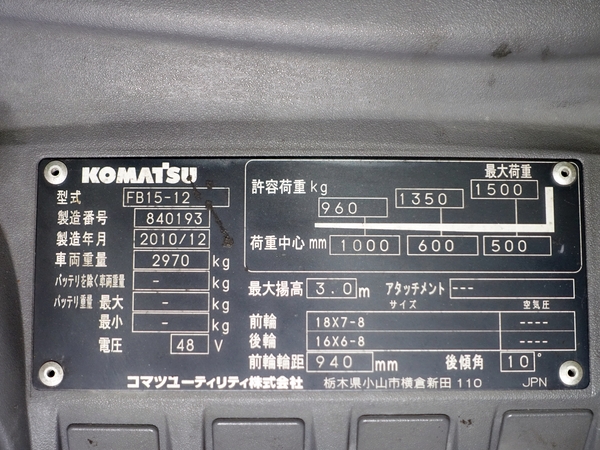 KOMATSU
型式 FB15-12
製造番号 840193
製造年月 2010/12
車両重量 2970 kg
バッテリを除く車両重量 - kg
バッテリ重量 最大 - kg
最小 - kg
電圧 48 V
最大荷重
許容荷重 kg 960 1350 1500
荷重中心 mm 1000 600 500
最大揚高 3.0 m アタッチメント ---
サイズ 空気圧
前輪 18X7-8 ----
後輪 16X6-8 ----
前輪輪距 940 mm 後傾角 10°
コマツユーティリティ株式会社 栃木県小山市横倉新田 110 JPN